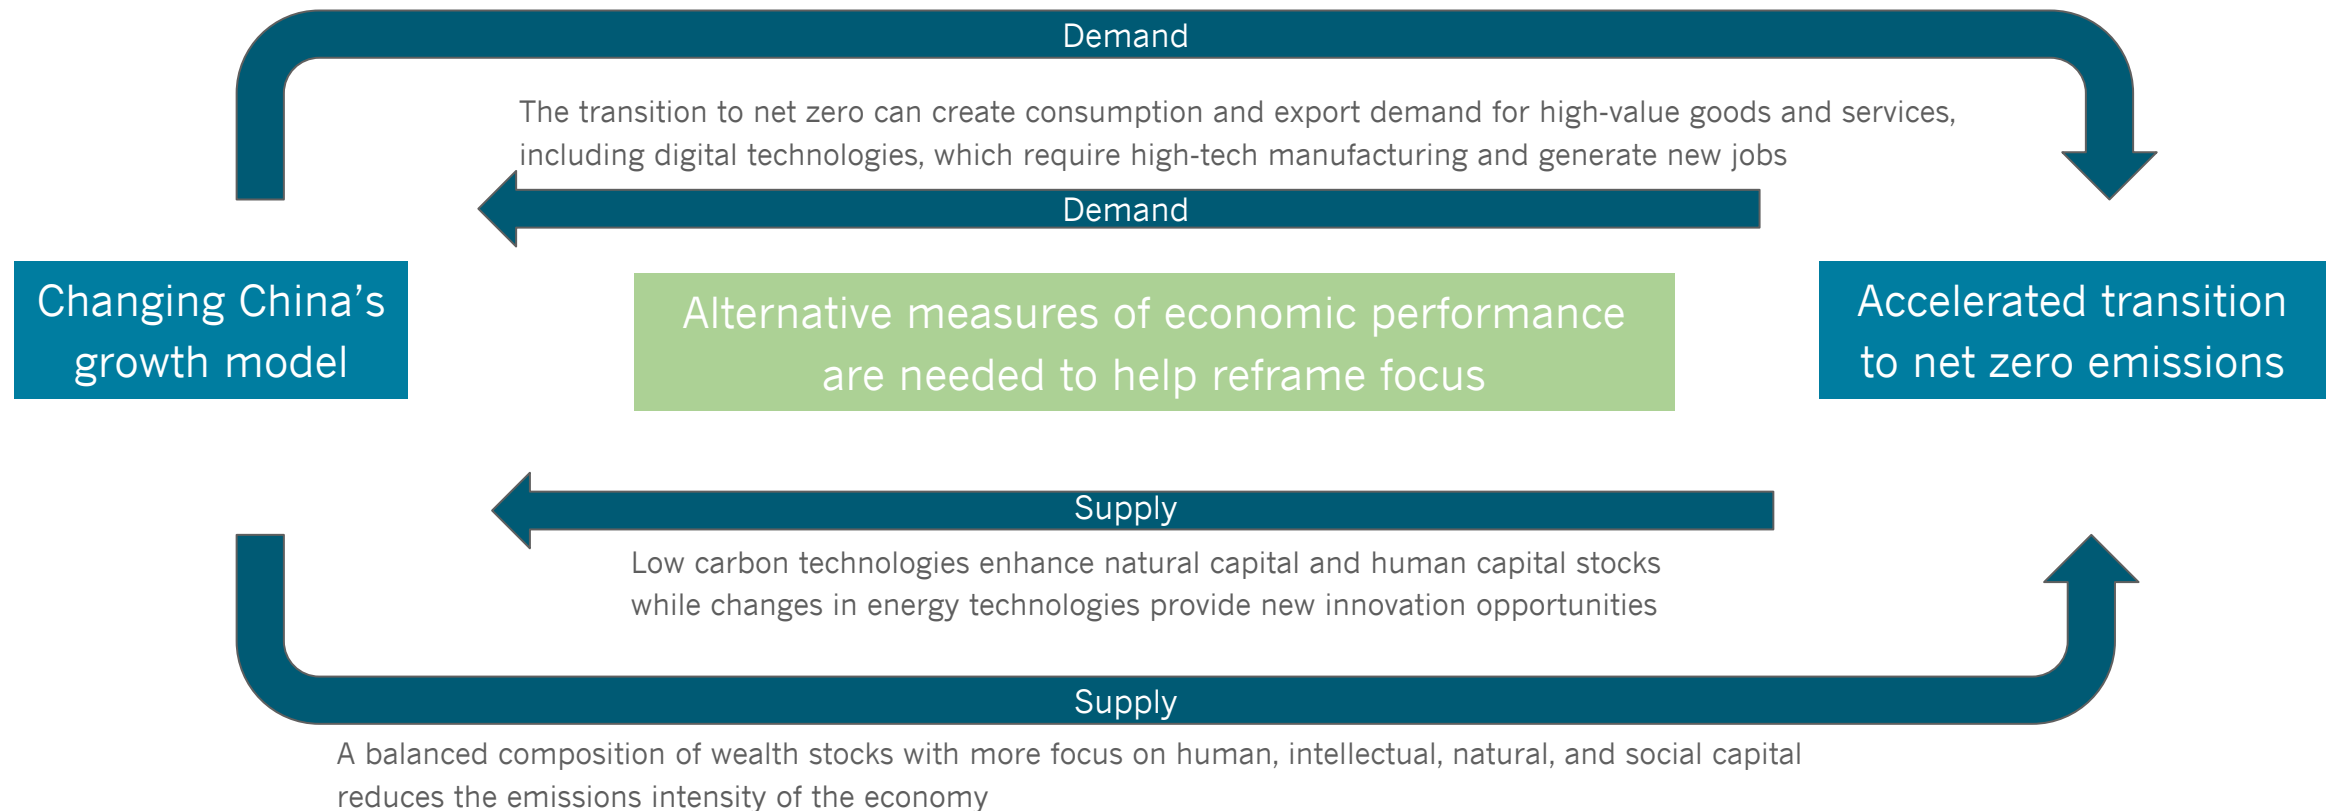 Demand
The transition to net zero can create consumption and export demand for high-value goods and services,
including digital technologies, which require high-tech manufacturing and generate new jobs
Demand
Changing China’s
growth model
Alternative measures of economic performance
are needed to help reframe focus
Accelerated transition
to net zero emissions
Supply
Low carbon technologies enhance natural capital and human capital stocks
while changes in energy technologies provide new innovation opportunities
Supply
A balanced composition of wealth stocks with more focus on human, intellectual, natural, and social capital
reduces the emissions intensity of the economy